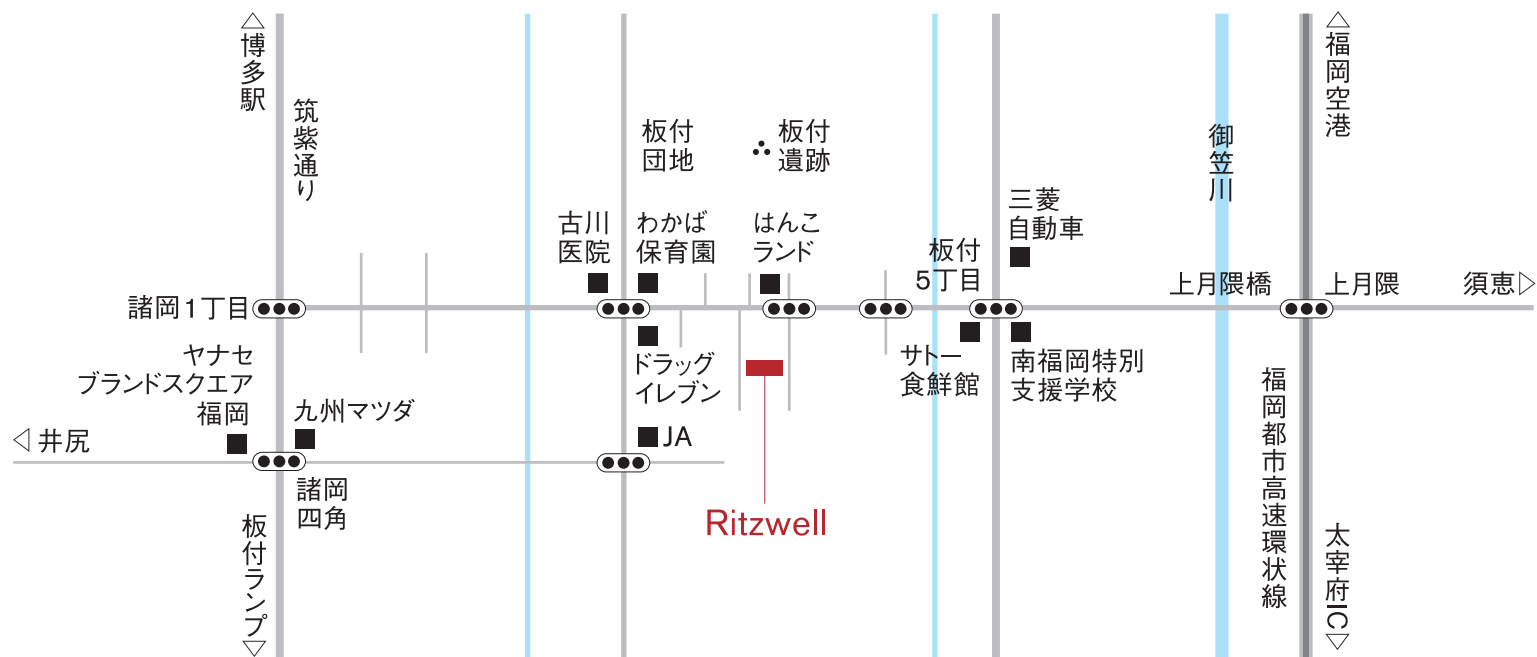 博多駅
筑紫通り
板付
団地
板付
遺跡
御笠川
福岡空港
古川
医院
わかば
保育園
はんこ
ランド
板付
5丁目
三菱
自動車
諸岡1丁目
上月隈橋
上月隈
須恵
ヤナセ
ブランドスクエア
福岡
九州マツダ
ドラッグ
イレブン
サトー
食鮮館
南福岡特別
支援学校
井尻
JA
諸岡
四角
板付ランプ
Ritzwell
福岡都市高速環状線
太宰府IC